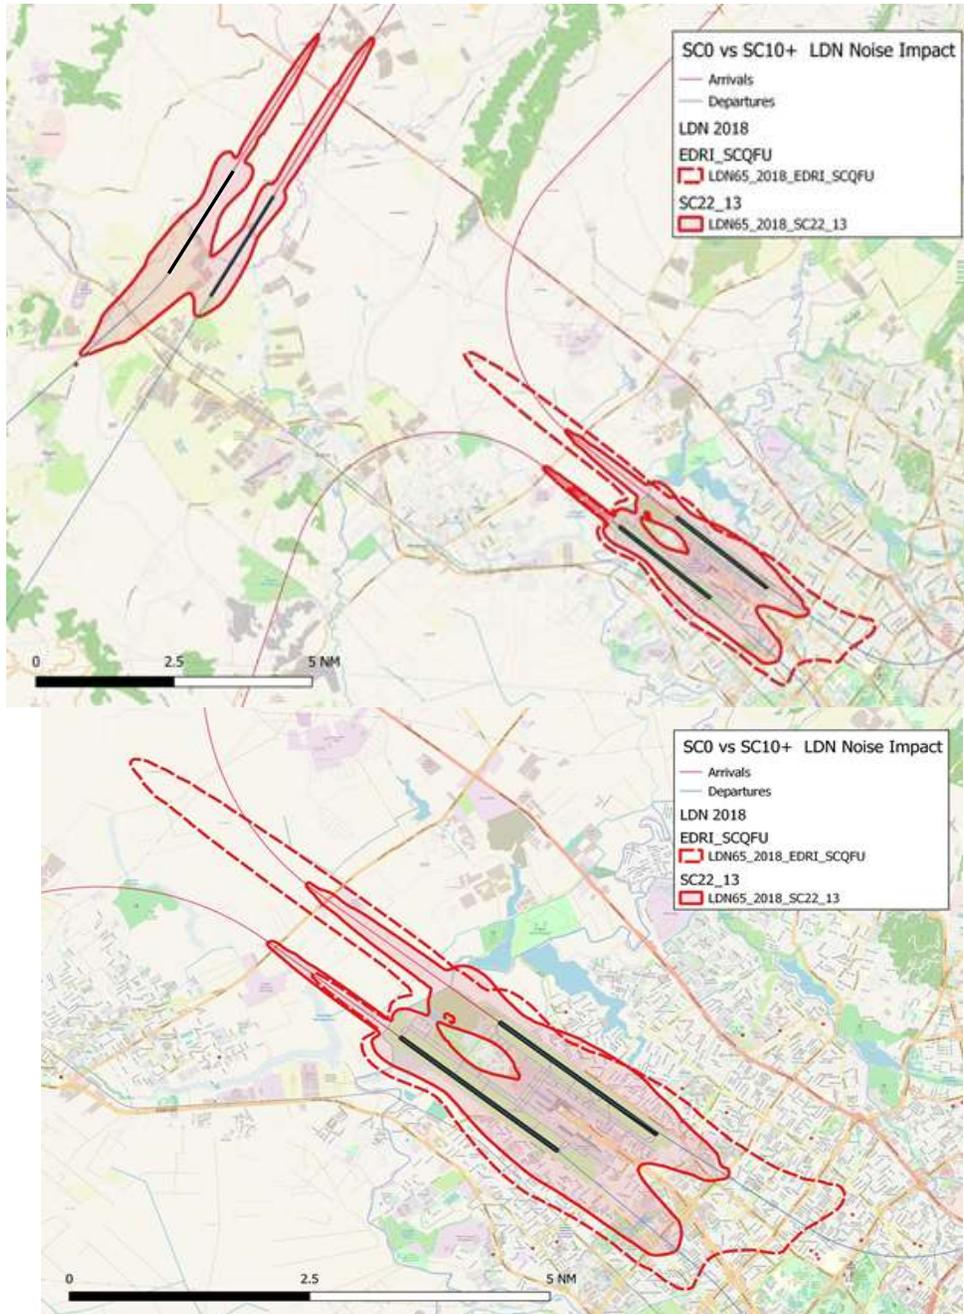 SC0 vs SC10+ LDN Noise Impact
Arrivals
Departures
LDN 2018
EDRI_SCQFU
LDN65_2018_EDRI_SCQFU
SC22_13
LDN65_2018_SC22_13
0 2.5 5 NM
SC0 vs SC10+ LDN Noise Impact
Arrivals
Departures
LDN 2018
EDRI_SCQFU
LDN65_2018_EDRI_SCQFU
SC22_13
LDN65_2018_SC22_13
0 2.5 5 NM